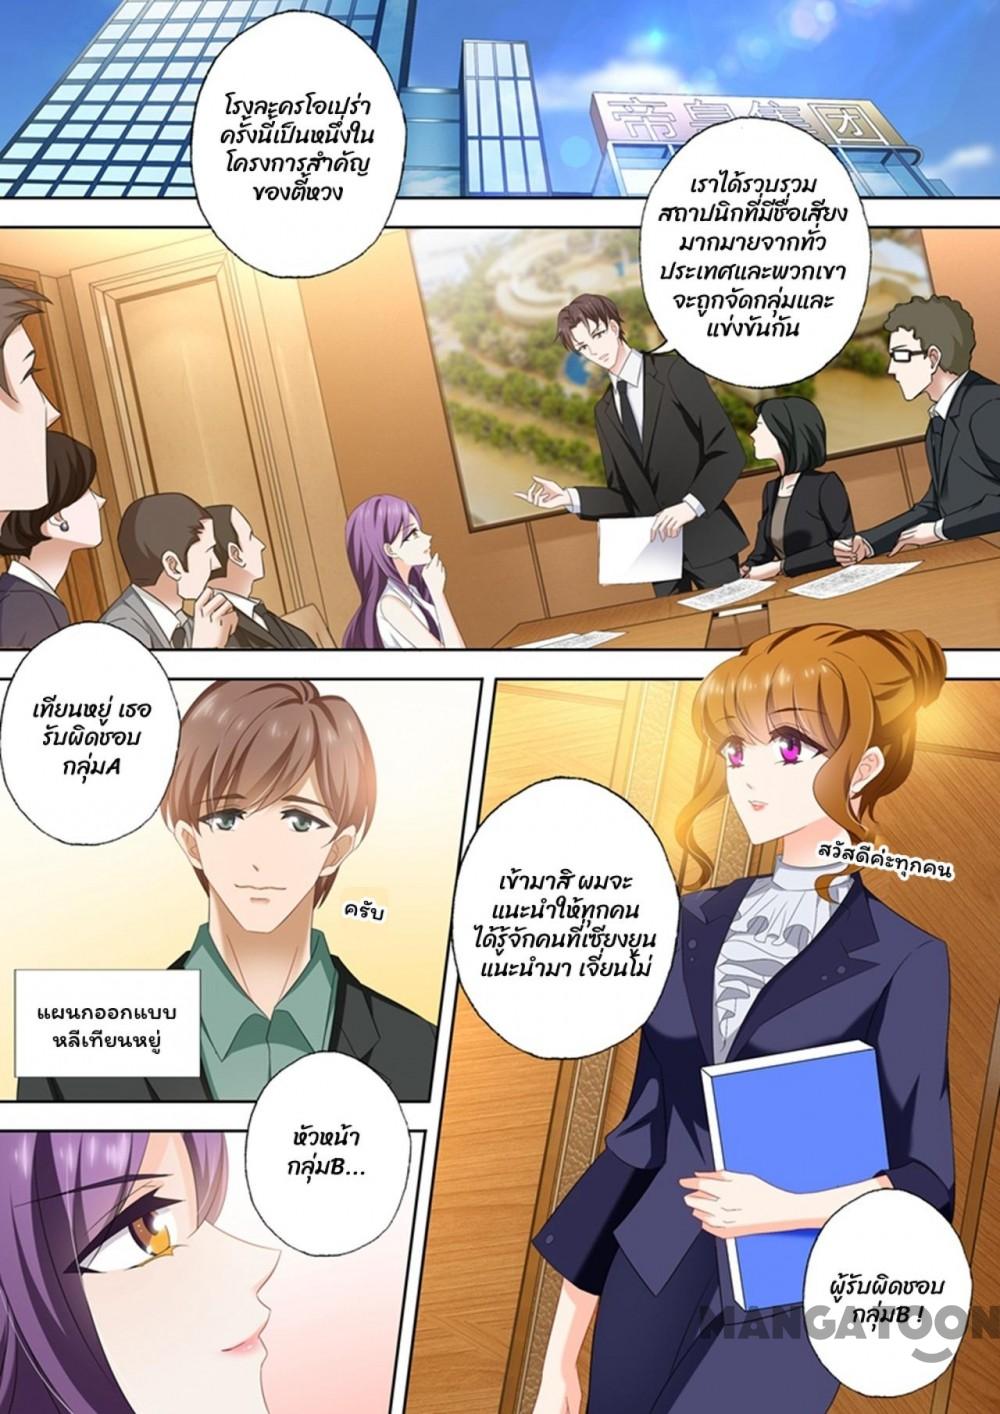 โรงละครโอเปร่า
ครั้งนี้เป็นหนึ่งใน
โครงการสำคัญ
ของตี้หวง
帝皇集团
เราได้รวบรวม
สถาปนิกที่มีชื่อเสียง
มากมายจากทั่ว
ประเทศและพวกเขา
จะถูกจัดกลุ่มและ
แข่งขันกัน
เทียนหยู่ เธอ
รับผิดชอบ
กลุ่มA
ครับ
แผนกออกแบบ
หลีเทียนหยู่
เข้ามาสิ ผมจะ
แนะนำให้ทุกคน
ได้รู้จักคนที่เซี่ยงยูน
แนะนำมา เจี่ยนโม่
สวัสดีค่ะทุกคน
หัวหน้า
กลุ่มB...
ผู้รับผิดชอบ
กลุ่มB !
MANGATOON